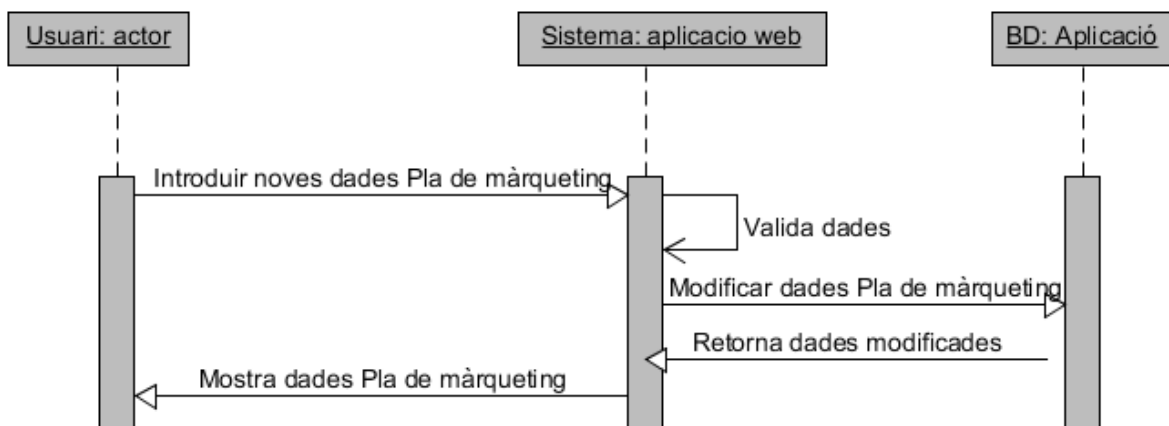 Usuari: actor
Sistema: aplicacio web
BD: Aplicació
Introduir noves dades Pla de màrqueting
Valida dades
Modificar dades Pla de màrqueting
Retorna dades modificades
Mostra dades Pla de màrqueting